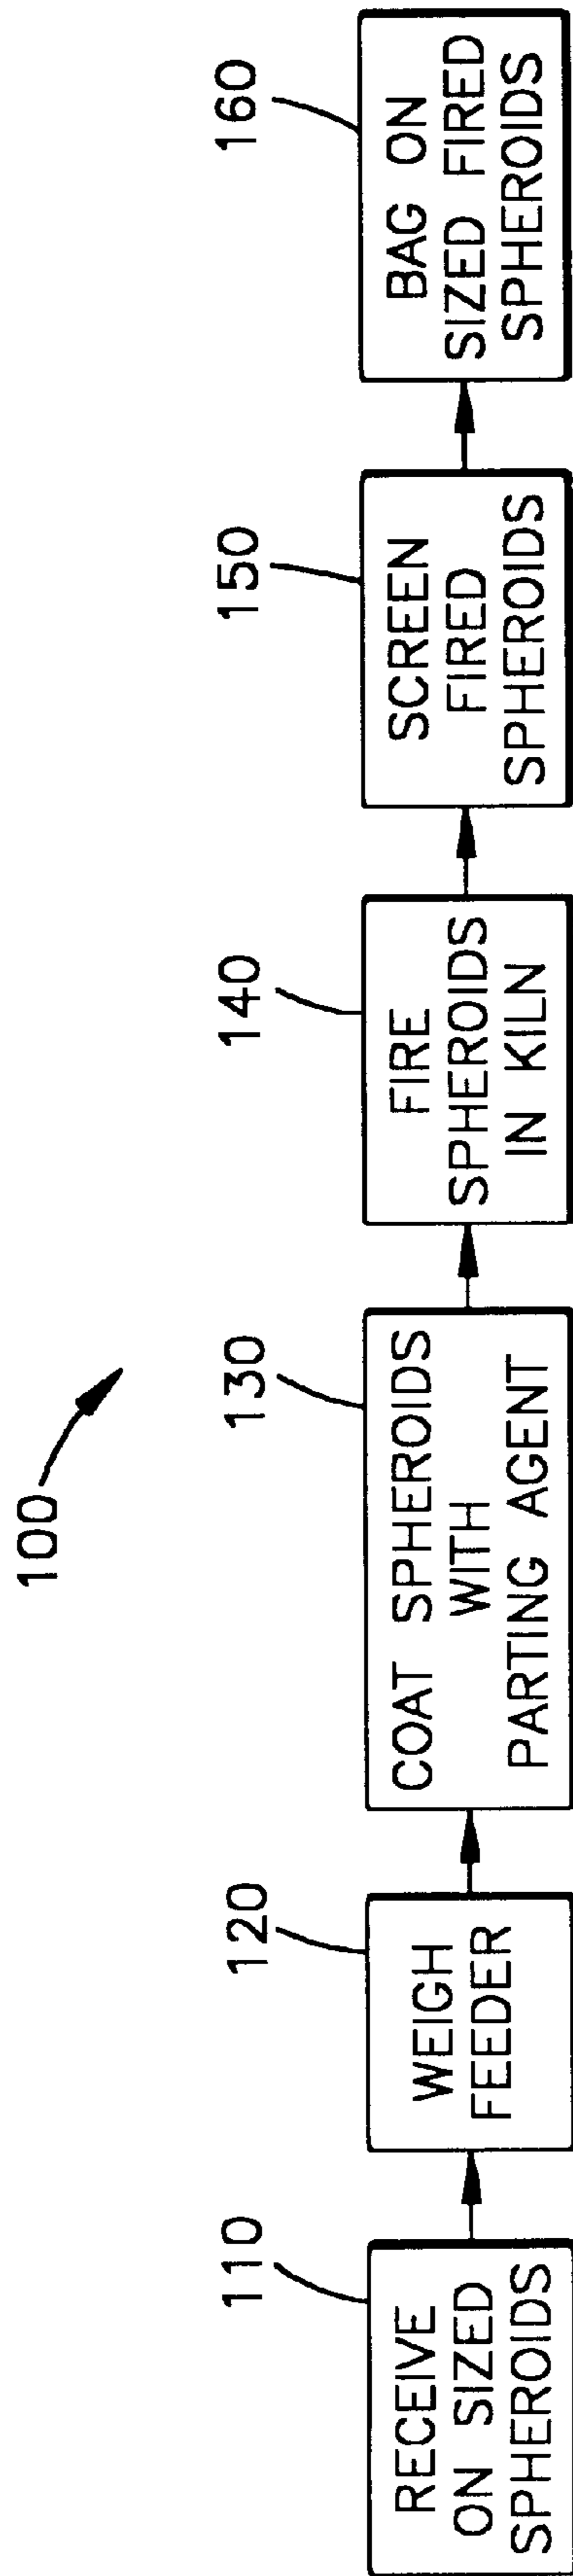 100
110
RECEIVE
ON SIZED
SPHEROIDS
120
WEIGH
FEEDER
130
COAT SPHEROIDS
WITH
PARTING AGENT
140
FIRE
SPHEROIDS
IN KILN
150
SCREEN
FIRED
SPHEROIDS
160
BAG ON
SIZED FIRED
SPHEROIDS